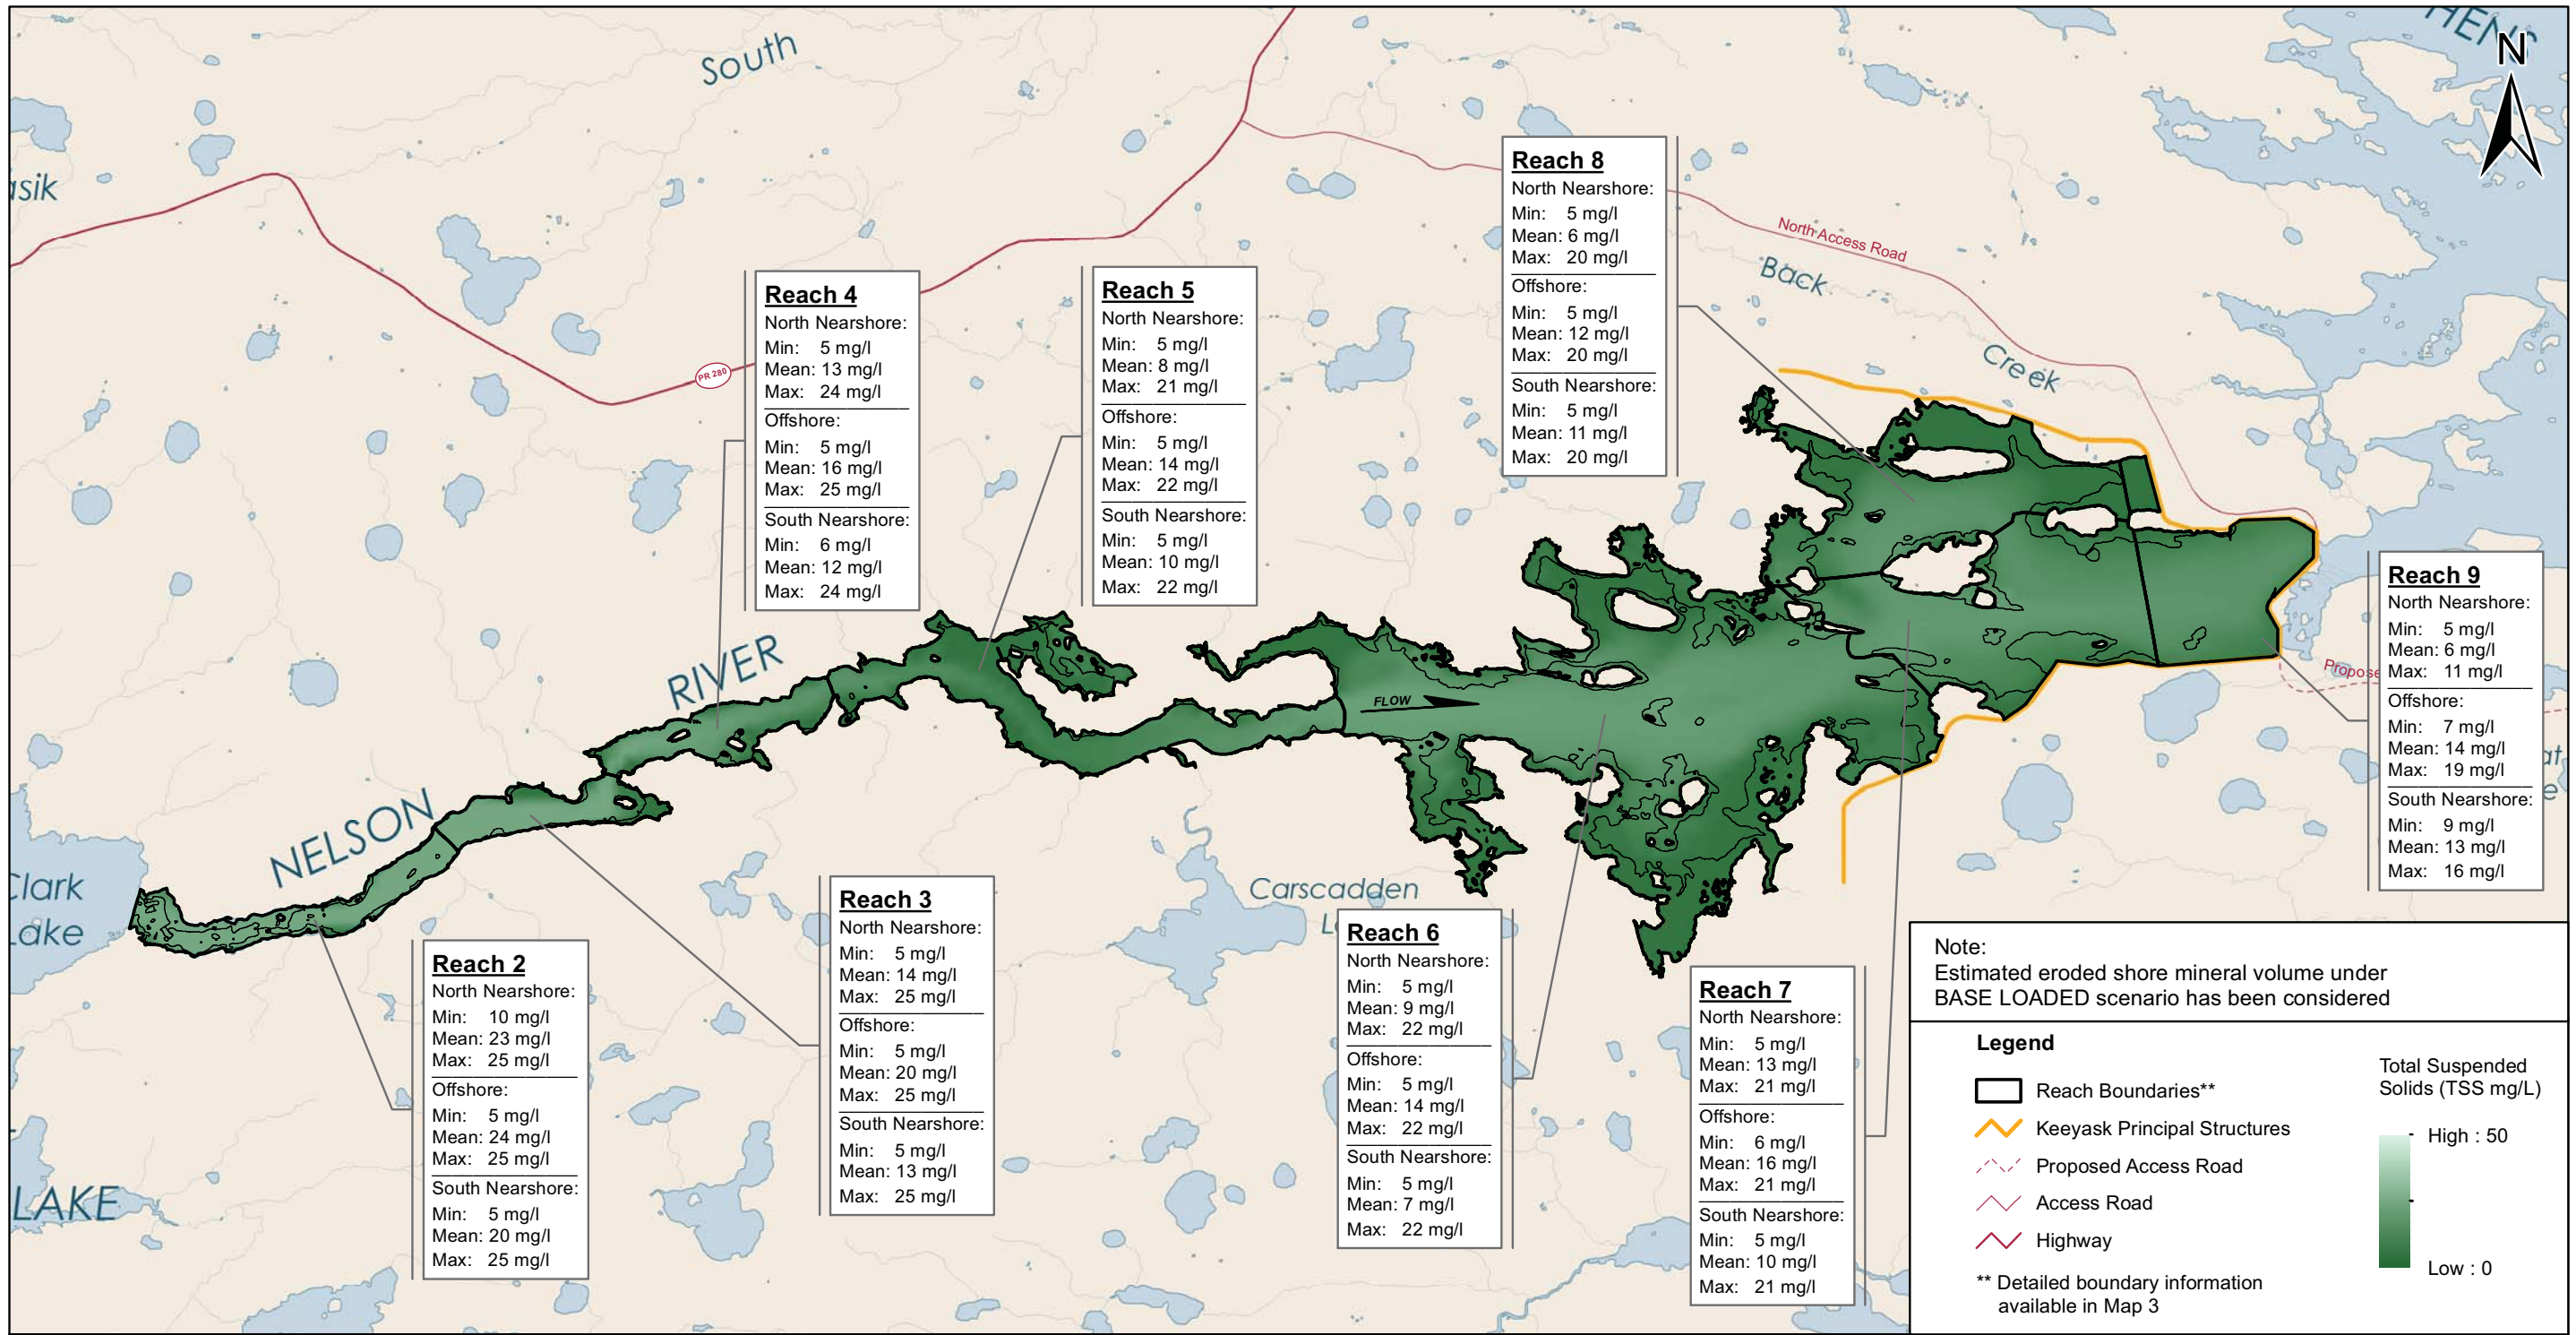 South
HENS
N
asik
North Access Road
Back
Creek
PR 280
Reach 8
North Nearshore:
Min: 5 mg/l
Mean: 6 mg/l
Max: 20 mg/l
Offshore:
Min: 5 mg/l
Mean: 12 mg/l
Max: 20 mg/l
South Nearshore:
Min: 5 mg/l
Mean: 11 mg/l
Max: 20 mg/l
Reach 4
North Nearshore:
Min: 5 mg/l
Mean: 13 mg/l
Max: 24 mg/l
Offshore:
Min: 5 mg/l
Mean: 16 mg/l
Max: 25 mg/l
South Nearshore:
Min: 6 mg/l
Mean: 12 mg/l
Max: 24 mg/l
Reach 5
North Nearshore:
Min: 5 mg/l
Mean: 8 mg/l
Max: 21 mg/l
Offshore:
Min: 5 mg/l
Mean: 14 mg/l
Max: 22 mg/l
South Nearshore:
Min: 5 mg/l
Mean: 10 mg/l
Max: 22 mg/l
Reach 9
North Nearshore:
Min: 5 mg/l
Mean: 6 mg/l
Max: 11 mg/l
Offshore:
Min: 7 mg/l
Mean: 14 mg/l
Max: 19 mg/l
South Nearshore:
Min: 9 mg/l
Mean: 13 mg/l
Max: 16 mg/l
Propose
at
e
NELSON RIVER
FLOW
Clark
Lake
LAKE
Carscadden
L
Reach 2
North Nearshore:
Min: 10 mg/l
Mean: 23 mg/l
Max: 25 mg/l
Offshore:
Min: 5 mg/l
Mean: 24 mg/l
Max: 25 mg/l
South Nearshore:
Min: 5 mg/l
Mean: 20 mg/l
Max: 25 mg/l
Reach 3
North Nearshore:
Min: 5 mg/l
Mean: 14 mg/l
Max: 25 mg/l
Offshore:
Min: 5 mg/l
Mean: 20 mg/l
Max: 25 mg/l
South Nearshore:
Min: 5 mg/l
Mean: 13 mg/l
Max: 25 mg/l
Reach 6
North Nearshore:
Min: 5 mg/l
Mean: 9 mg/l
Max: 22 mg/l
Offshore:
Min: 5 mg/l
Mean: 14 mg/l
Max: 22 mg/l
South Nearshore:
Min: 5 mg/l
Mean: 7 mg/l
Max: 22 mg/l
Reach 7
North Nearshore:
Min: 5 mg/l
Mean: 13 mg/l
Max: 21 mg/l
Offshore:
Min: 6 mg/l
Mean: 16 mg/l
Max: 21 mg/l
South Nearshore:
Min: 5 mg/l
Mean: 10 mg/l
Max: 21 mg/l
Note:
Estimated eroded shore mineral volume under
BASE LOADED scenario has been considered
Legend
Reach Boundaries**
Keeyask Principal Structures
Proposed Access Road
Access Road
Highway
** Detailed boundary information
available in Map 3
Total Suspended
Solids (TSS mg/L)
High : 50
Low : 0